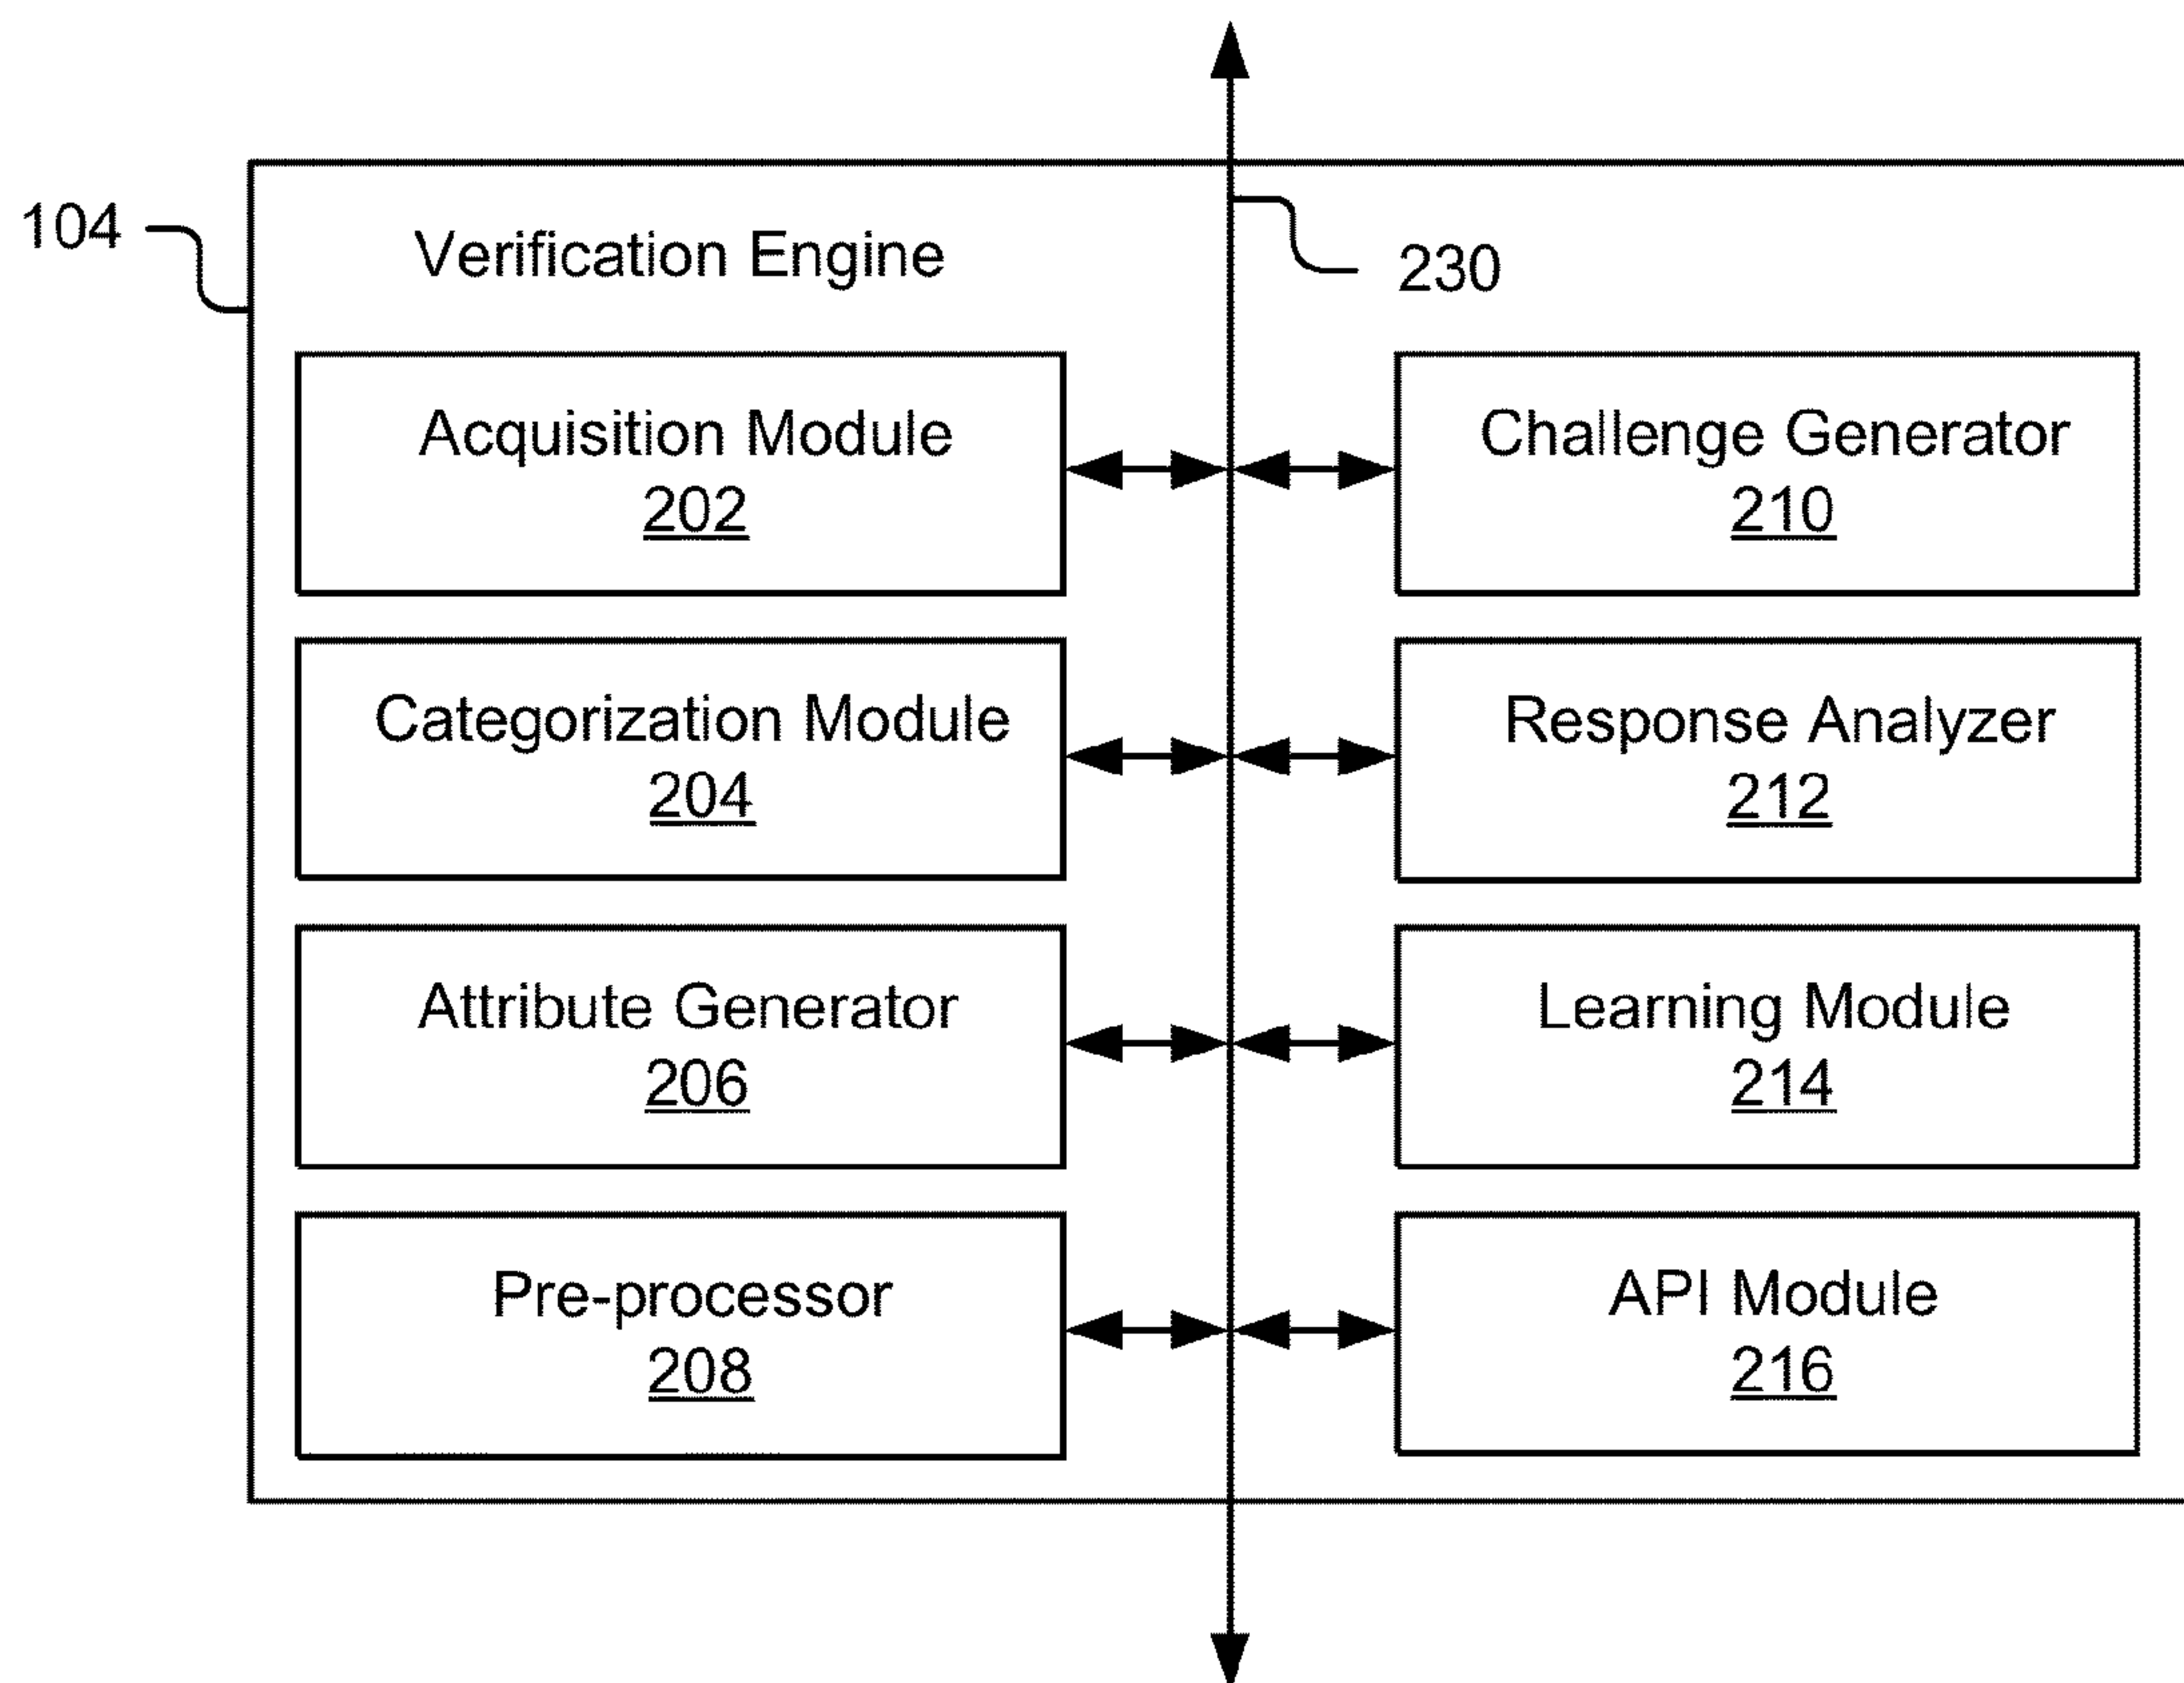 104
Verification Engine
230
Acquisition Module
202
Challenge Generator
210
Categorization Module
204
Response Analyzer
212
Attribute Generator
206
Learning Module
214
Pre-processor
208
API Module
216